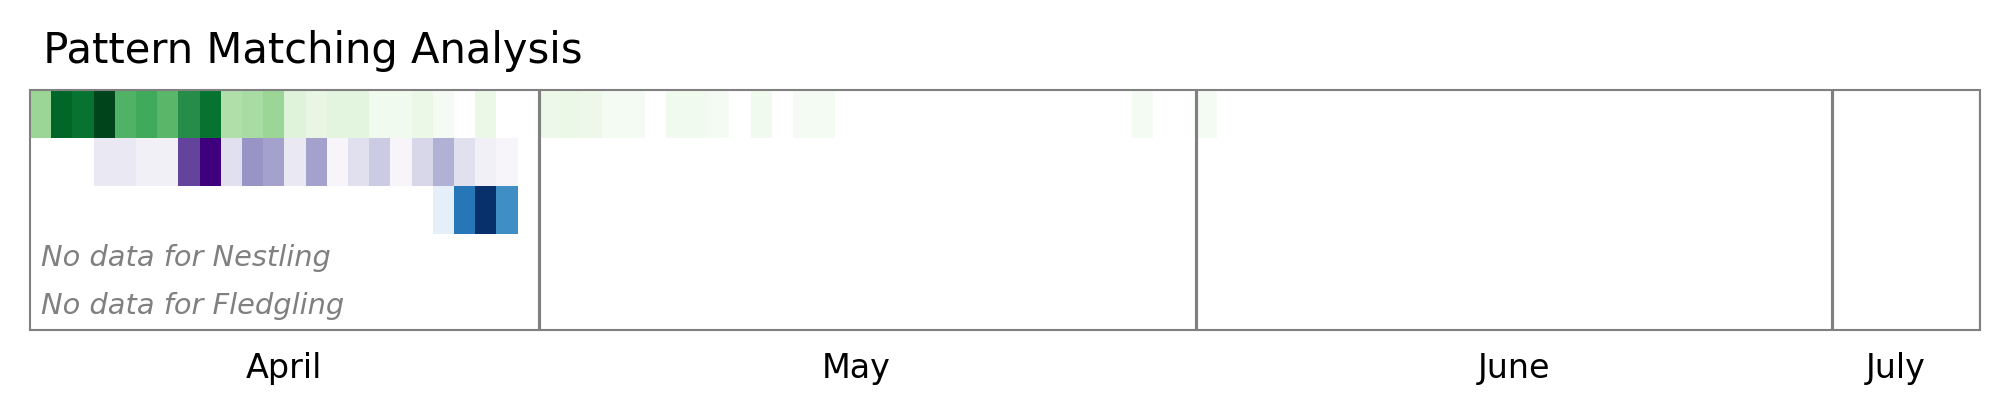 Pattern Matching Analysis
No data for Nestling
No data for Fledgling
April May June July